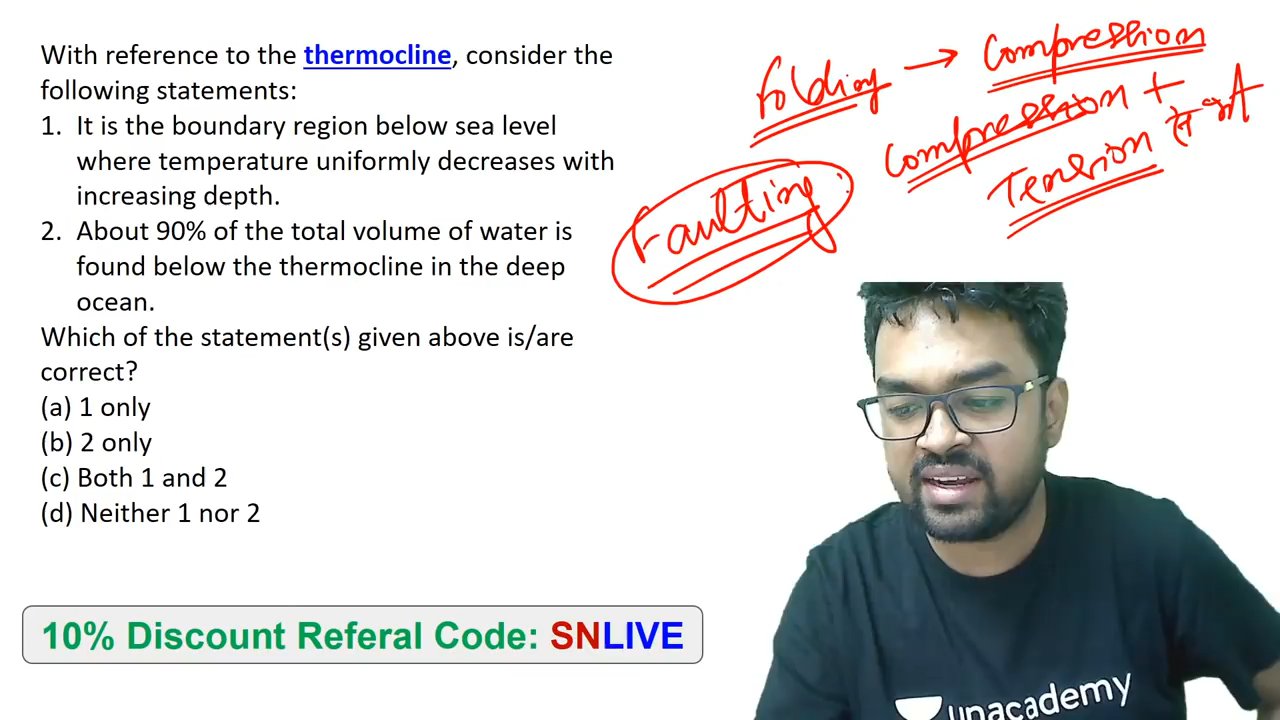 With reference to the thermocline, consider the
following statements:
1. It is the boundary region below sea level
where temperature uniformly decreases with
increasing depth.
2. About 90% of the total volume of water is
found below the thermocline in the deep
ocean.
Which of the statement(s) given above is/are
correct?
(a) 1 only
(b) 2 only
(c) Both 1 and 2
(d) Neither 1 nor 2
Folding → Compression
Faulting
Compression +
Tension
10% Discount Referal Code: SNLIVE
unacademy